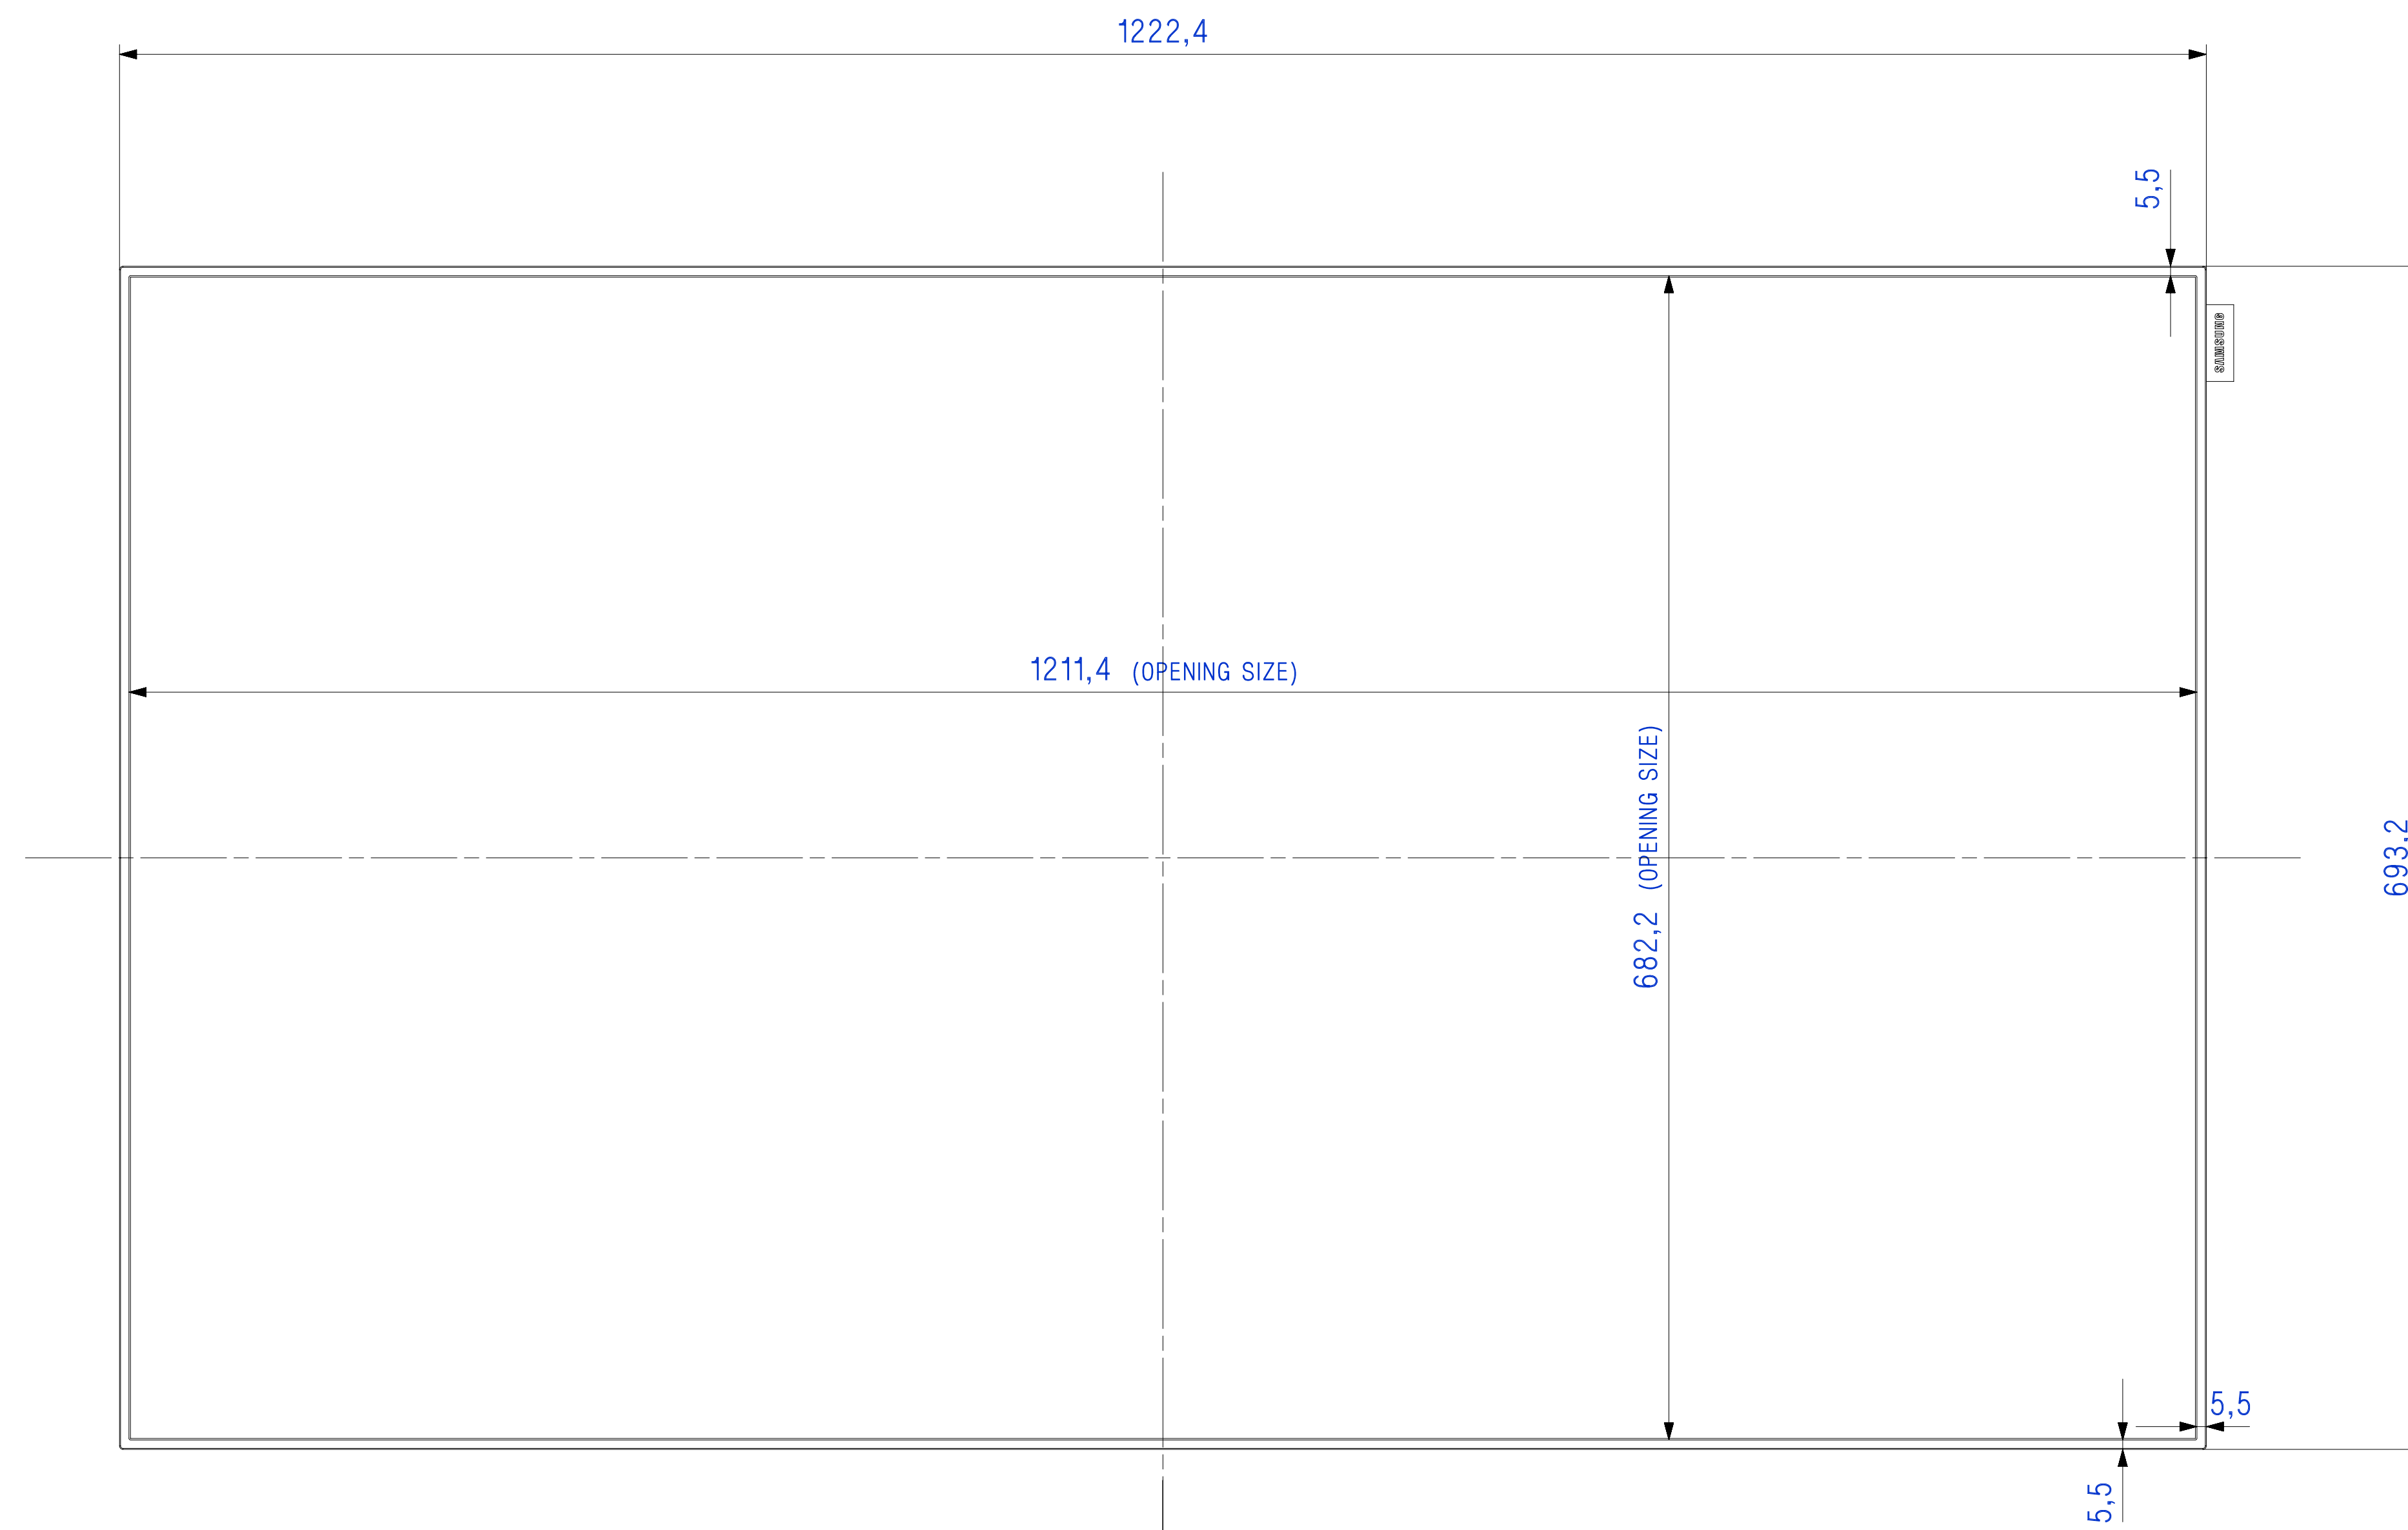 1222,4
5,5
SAMSUNG
1211,4 (OPENING SIZE)
682,2 (OPENING SIZE)
693,2
5,5
5,5